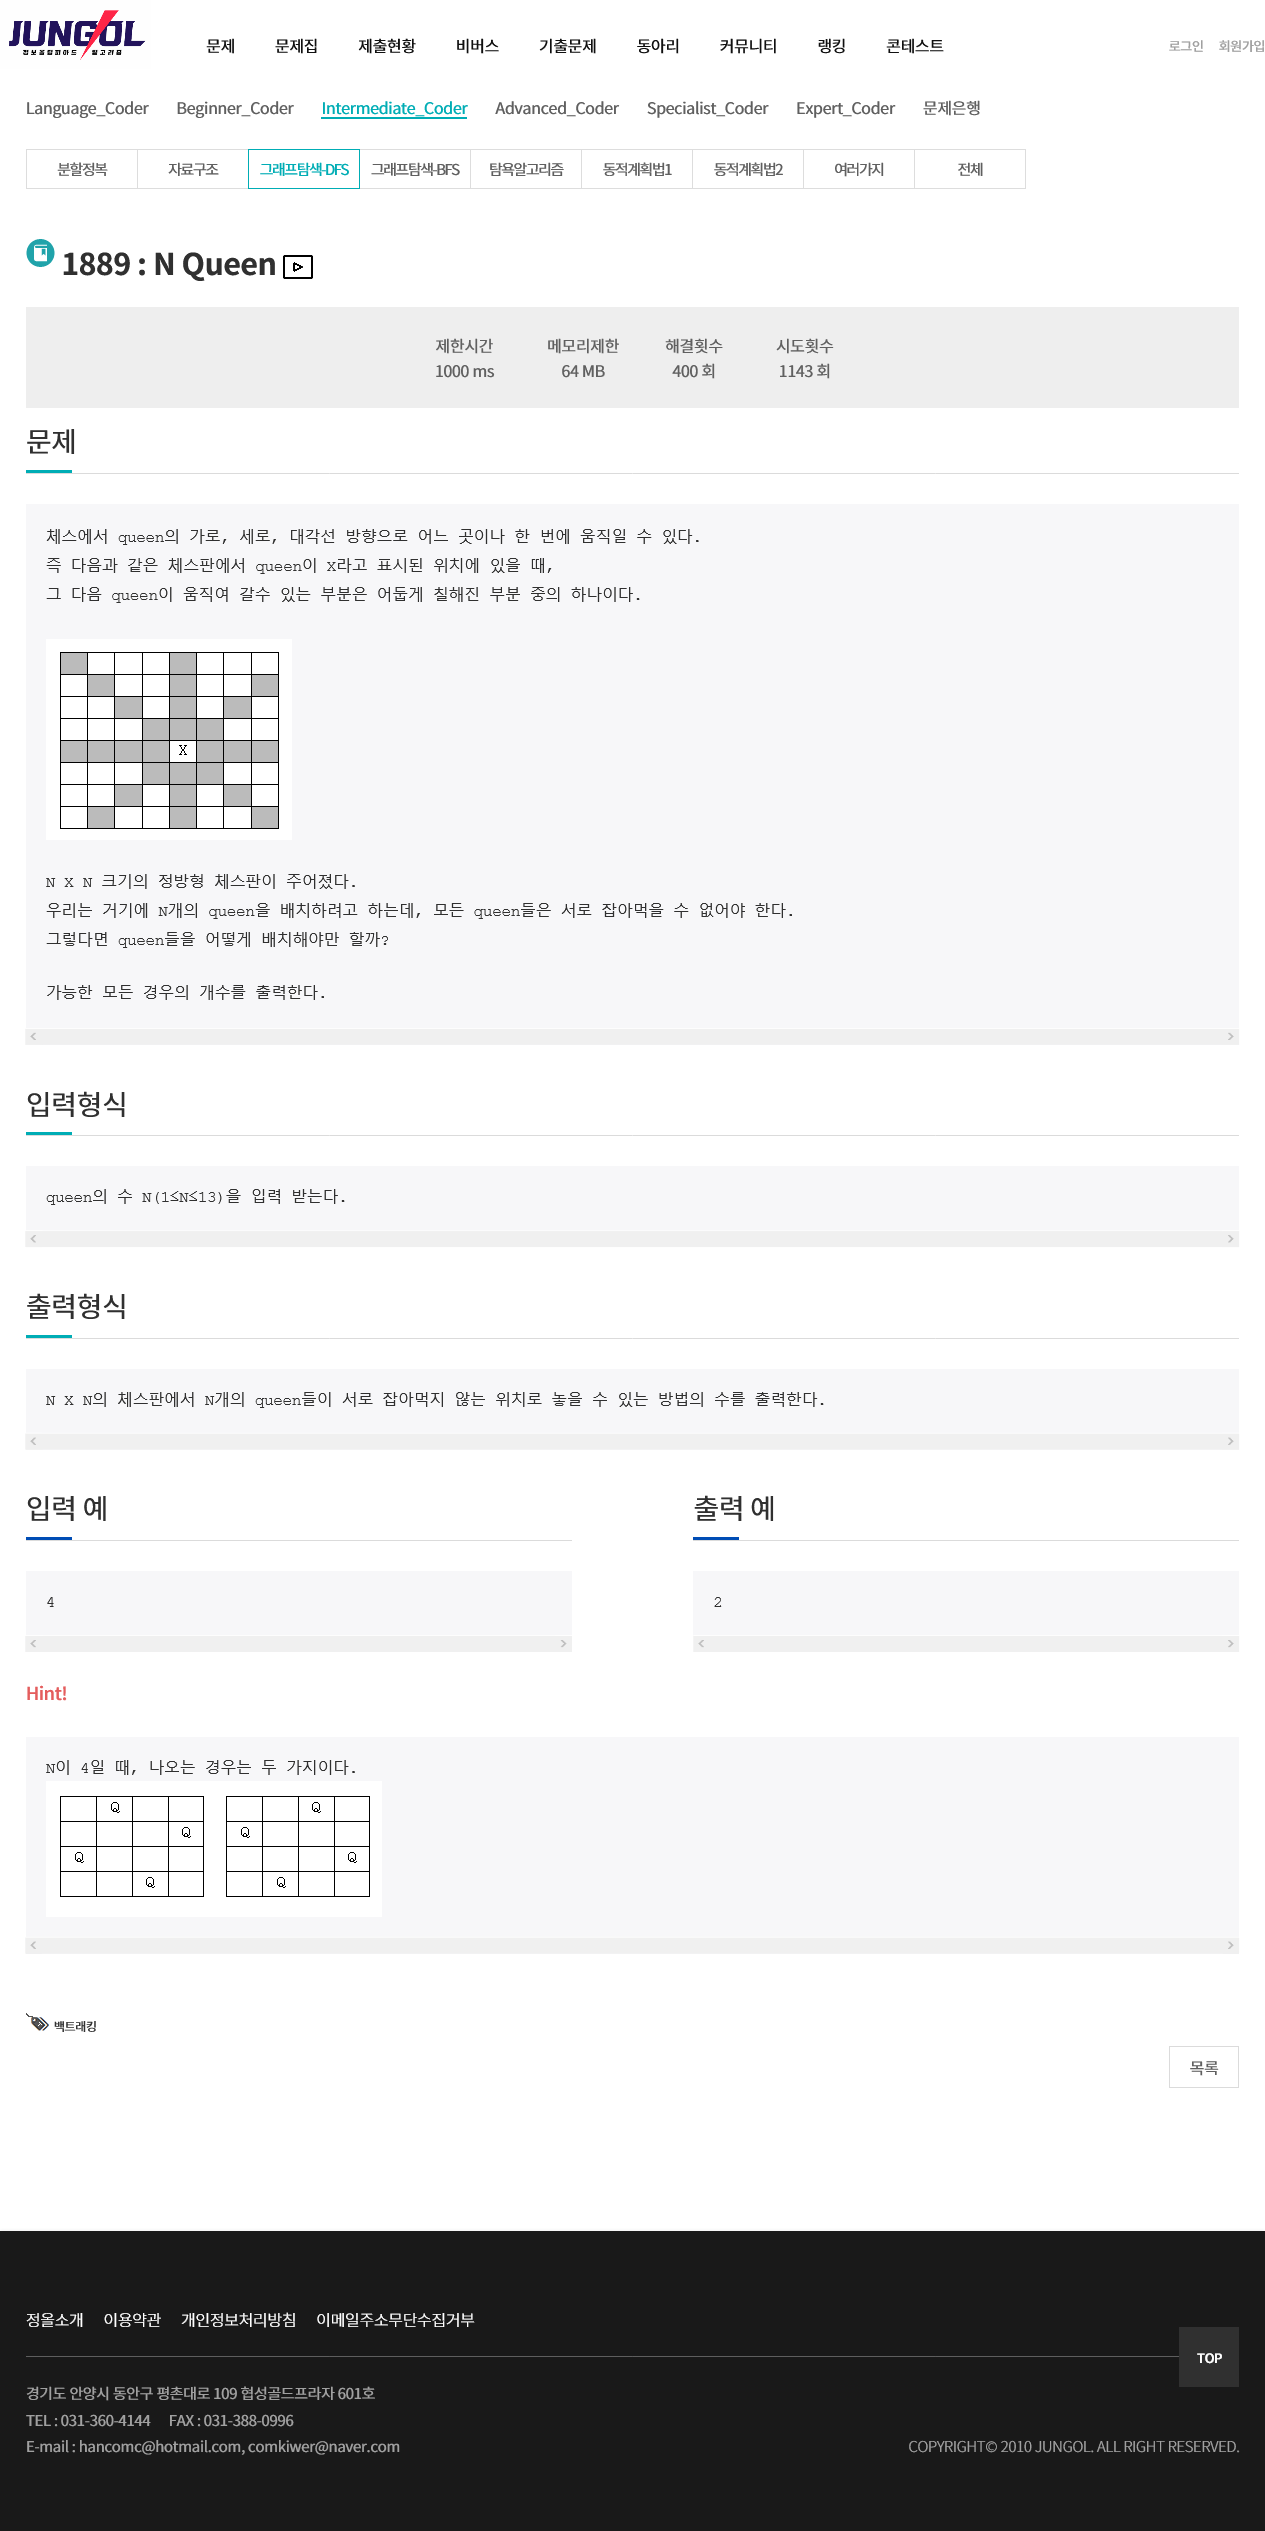 JUNGOL
정보올림피아드 알고리즘
문제 문제집 제출현황 비버스 기출문제 동아리 커뮤니티 랭킹 콘테스트 로그인 회원가입
Language_Coder Beginner_Coder Intermediate_Coder Advanced_Coder Specialist_Coder Expert_Coder 문제은행
분할정복 자료구조 그래프탐색-DFS 그래프탐색-BFS 탐욕알고리즘 동적계획법1 동적계획법2 여러가지 전체
1889 : N Queen
제한시간 메모리제한 해결횟수 시도횟수
1000 ms 64 MB 400 회 1143 회
문제
체스에서 queen의 가로, 세로, 대각선 방향으로 어느 곳이나 한 번에 움직일 수 있다.
즉 다음과 같은 체스판에서 queen이 X라고 표시된 위치에 있을 때,
그 다음 queen이 움직여 갈수 있는 부분은 어둡게 칠해진 부분 중의 하나이다.
X
N X N 크기의 정방형 체스판이 주어졌다.
우리는 거기에 N개의 queen을 배치하려고 하는데, 모든 queen들은 서로 잡아먹을 수 없어야 한다.
그렇다면 queen들을 어떻게 배치해야만 할까?
가능한 모든 경우의 개수를 출력한다.
입력형식
queen의 수 N(1≤N≤13)을 입력 받는다.
출력형식
N X N의 체스판에서 N개의 queen들이 서로 잡아먹지 않는 위치로 놓을 수 있는 방법의 수를 출력한다.
입력 예 출력 예
4 2
Hint!
N이 4일 때, 나오는 경우는 두 가지이다.
Q Q
Q Q
Q Q
Q Q
백트래킹
목록
정올소개 이용약관 개인정보처리방침 이메일주소무단수집거부
TOP
경기도 안양시 동안구 평촌대로 109 협성골드프라자 601호
TEL : 031-360-4144 FAX : 031-388-0996
E-mail : hancomc@hotmail.com, comkiwer@naver.com COPYRIGHT© 2010 JUNGOL. ALL RIGHT RESERVED.